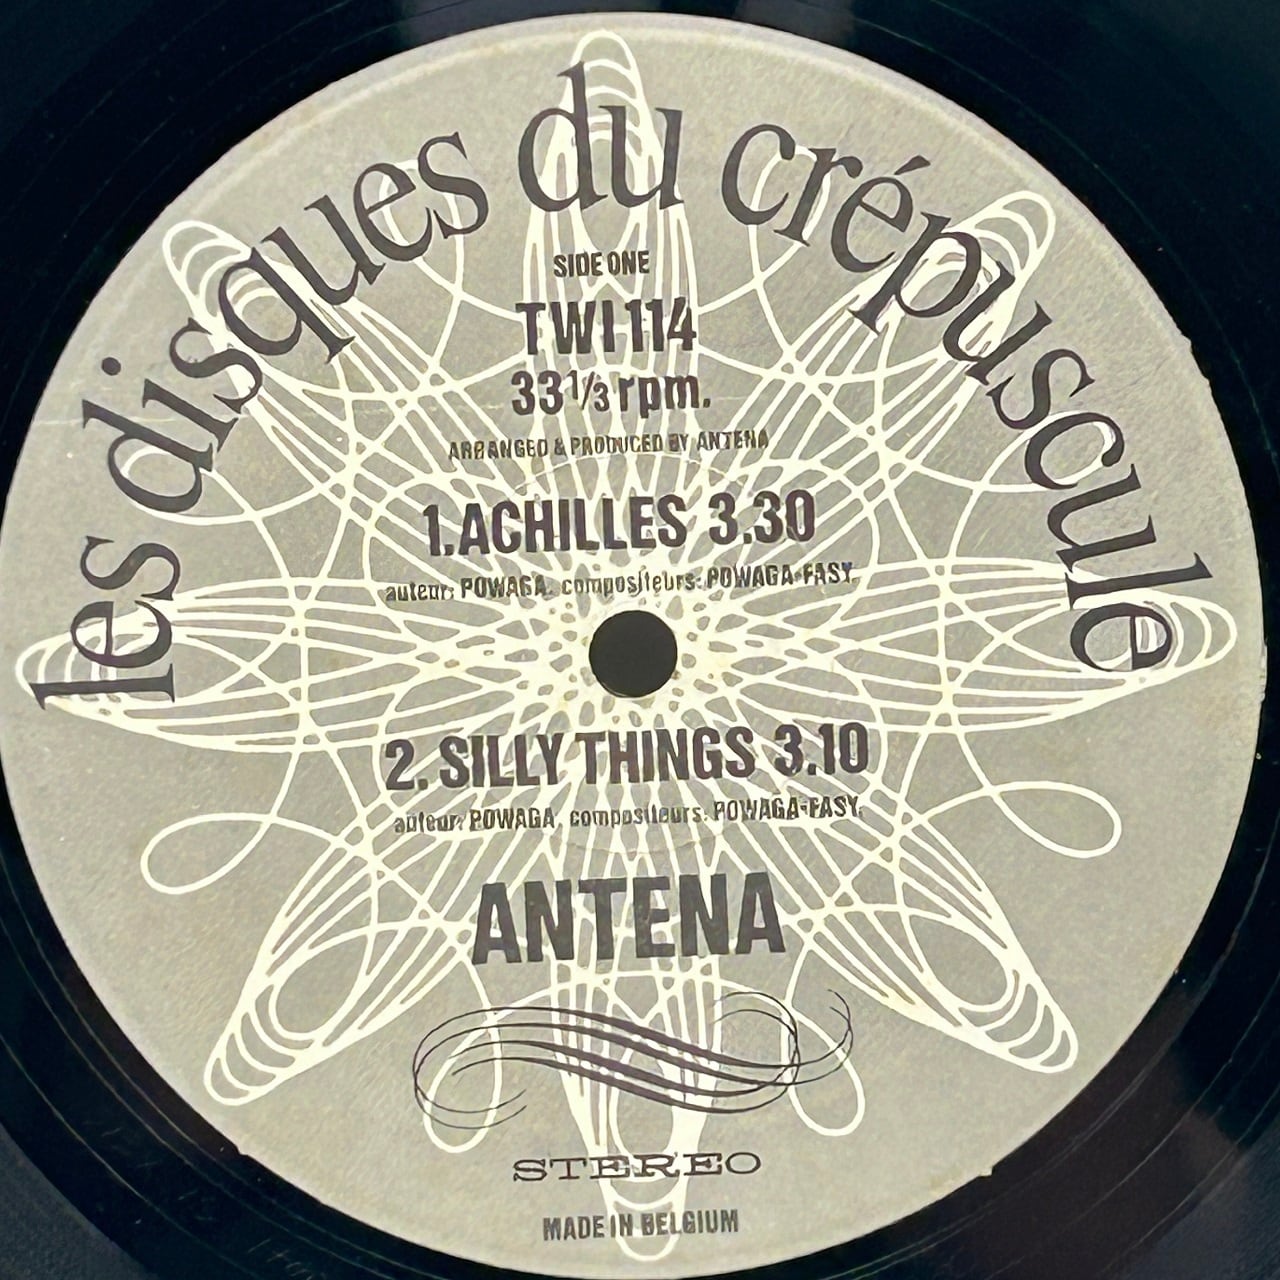 les disques du crépuscule
SIDE ONE
TWI 114
33 1/3 rpm.
ARRANGED & PRODUCED BY ANTENA
1. ACHILLES 3.30
auteur: POWAGA. compositeurs: POWAGA-FASY.
2. SILLY THINGS 3.10
auteur: POWAGA. compositeurs: POWAGA-FASY.
ANTENA
STEREO
MADE IN BELGIUM